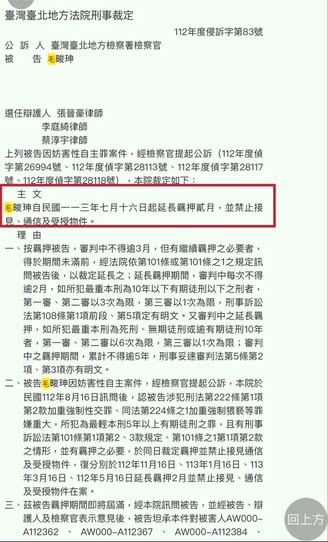 臺灣臺北地方法院刑事裁定
112年度侵訴字第83號
公 訴 人 臺灣臺北地方檢察署檢察官
被 告 毛畯珅
選任辯護人 張晉豪律師
李庭綺律師
蔡淳宇律師
上列被告因妨害性自主罪案件，經檢察官提起公訴（112年度偵
字第26994號、112年度偵字第28113號、112年度偵字第28117
號、112年度偵字第28118號），本院裁定如下：
主 文
毛畯珅自民國一一三年七月十六日起延長羈押貳月，並禁止接
見、通信及受授物件。
理 由
一、按羈押被告，審判中不得逾3月，但有繼續羈押之必要者，
得於期間未滿前，經法院依第101條或第101條之1之規定訊
問被告後，以裁定延長之；延長羈押期間，審判中每次不得
逾2月，如所犯最重本刑為10年以下有期徒刑以下之刑者，
第一審、第二審以3次為限，第三審以1次為限，刑事訴訟
法第108條第1項前段、第5項定有明文。又審判中之延長羈
押，如所犯最重本刑為死刑、無期徒刑或逾有期徒刑10年
者，第一審、第二審以6次為限，第三審以1次為限；審判
中之羈押期間，累計不得逾5年，刑事妥速審判法第5條第2
項、第3項亦有明文。
二、被告毛畯珅因妨害性自主案件，經檢察官提起公訴，本院於
民國112年8月16日訊問後，認被告涉犯刑法第222條第1項
第2款加重強制性交罪、同法第224條之1加重強制猥褻等罪
嫌重大，所犯為最輕本刑5年以上有期徒刑之罪，且有刑事
訴訟法第101條第1項第2、3款規定、第101條之1第1項第2款
之情形，並有羈押之必要，於同日裁定羈押並禁止接見通信
及受授物件，復分別於112年11月16日、113年1月16日、113
年3月16日、112年5月16日延長羈押2月並禁止接見、通信
及受授物件在案。
三、茲被告羈押期間即將屆滿，經本院訊問被告，並經被告、辯
護人及檢察官表示意見後，被告坦承本件對被害人AW000-
A112362、AW000-A112367、AW000-A112384、
回上方